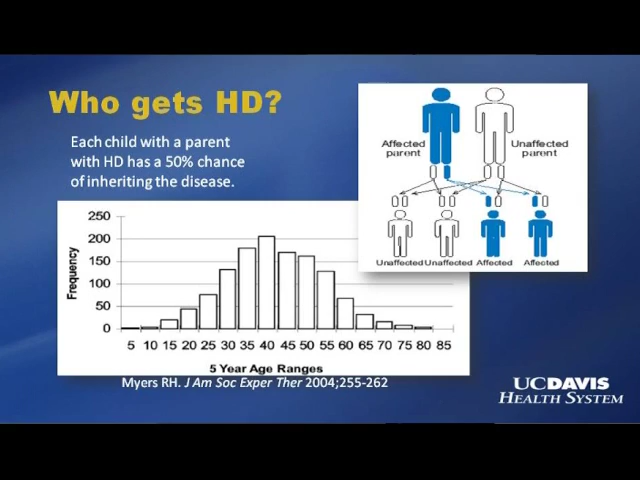 Who gets HD?
Each child with a parent
with HD has a 50% chance
of inheriting the disease.
Affected
parent
Unaffected
parent
Unaffected Unaffected Affected Affected
250
200
150
100
50
0
Frequency
5 10 15 20 25 30 35 40 45 50 55 60 65 70 75 80 85
5 Year Age Ranges
Myers RH. J Am Soc Exper Ther 2004;255-262
UCDAVIS
HEALTH SYSTEM